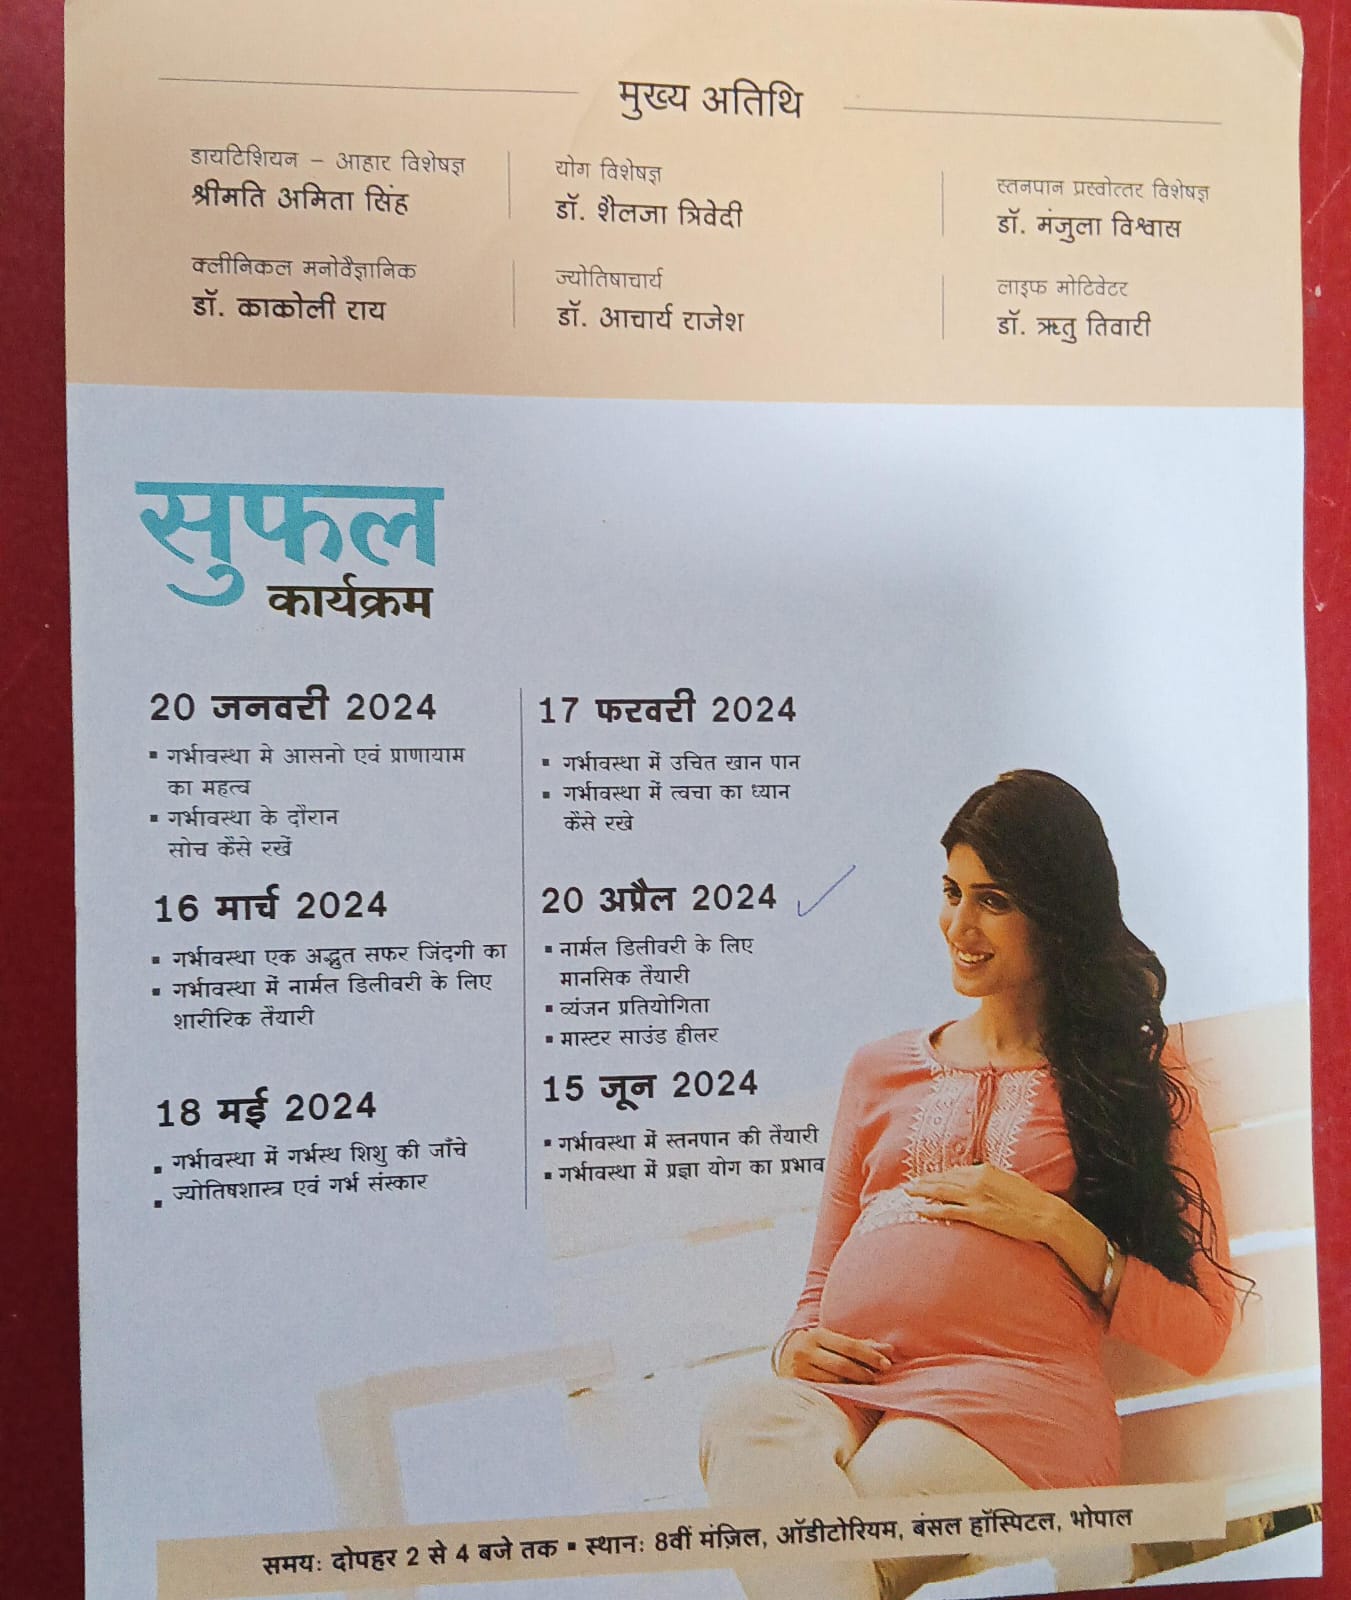 मुख्य अतिथि
डायटिशियन – आहार विशेषज्ञ
श्रीमति अमिता सिंह
योग विशेषज्ञ
डॉ. शैलजा त्रिवेदी
स्तनपान प्रस्वोत्तर विशेषज्ञ
डॉ. मंजुला विश्वास
क्लीनिकल मनोवैज्ञानिक
डॉ. काकोली राय
ज्योतिषाचार्य
डॉ. आचार्य राजेश
लाइफ मोटिवेटर
डॉ. ऋतु तिवारी
सुफल
कार्यक्रम
20 जनवरी 2024
▪ गर्भावस्था मे आसनो एवं प्राणायाम
का महत्व
▪ गर्भावस्था के दौरान
सोच कैसे रखें
17 फरवरी 2024
▪ गर्भावस्था में उचित खान पान
▪ गर्भावस्था में त्वचा का ध्यान
कैसे रखे
16 मार्च 2024
▪ गर्भावस्था एक अद्भुत सफर जिंदगी का
▪ गर्भावस्था में नार्मल डिलीवरी के लिए
शारीरिक तैयारी
20 अप्रैल 2024
▪ नार्मल डिलीवरी के लिए
मानसिक तैयारी
▪ व्यंजन प्रतियोगिता
▪ मास्टर साउंड हीलर
18 मई 2024
▪ गर्भावस्था में गर्भस्थ शिशु की जाँचे
▪ ज्योतिषशास्त्र एवं गर्भ संस्कार
15 जून 2024
▪ गर्भावस्था में स्तनपान की तैयारी
▪ गर्भावस्था में प्रज्ञा योग का प्रभाव
समय: दोपहर 2 से 4 बजे तक ▪ स्थान: 8वीं मंज़िल, ऑडीटोरियम, बंसल हॉस्पिटल, भोपाल